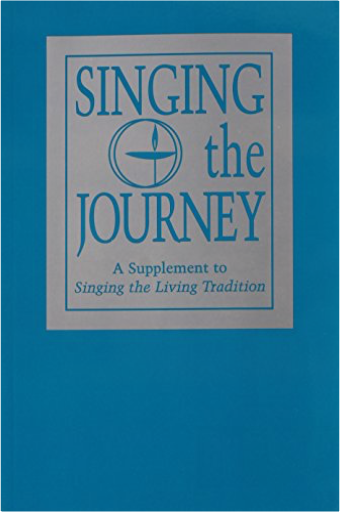 SINGING
the
JOURNEY
A Supplement to
Singing the Living Tradition